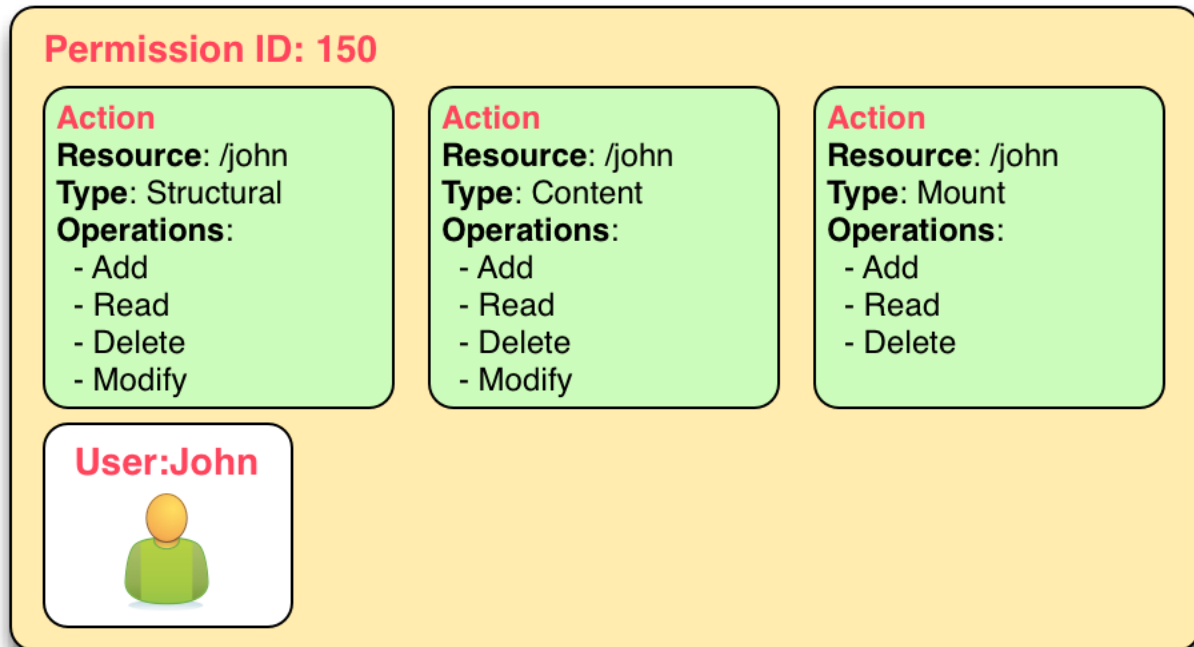 Permission ID: 150
Action
Resource: /john
Type: Structural
Operations:
- Add
- Read
- Delete
- Modify
Action
Resource: /john
Type: Content
Operations:
- Add
- Read
- Delete
- Modify
Action
Resource: /john
Type: Mount
Operations:
- Add
- Read
- Delete
User:John